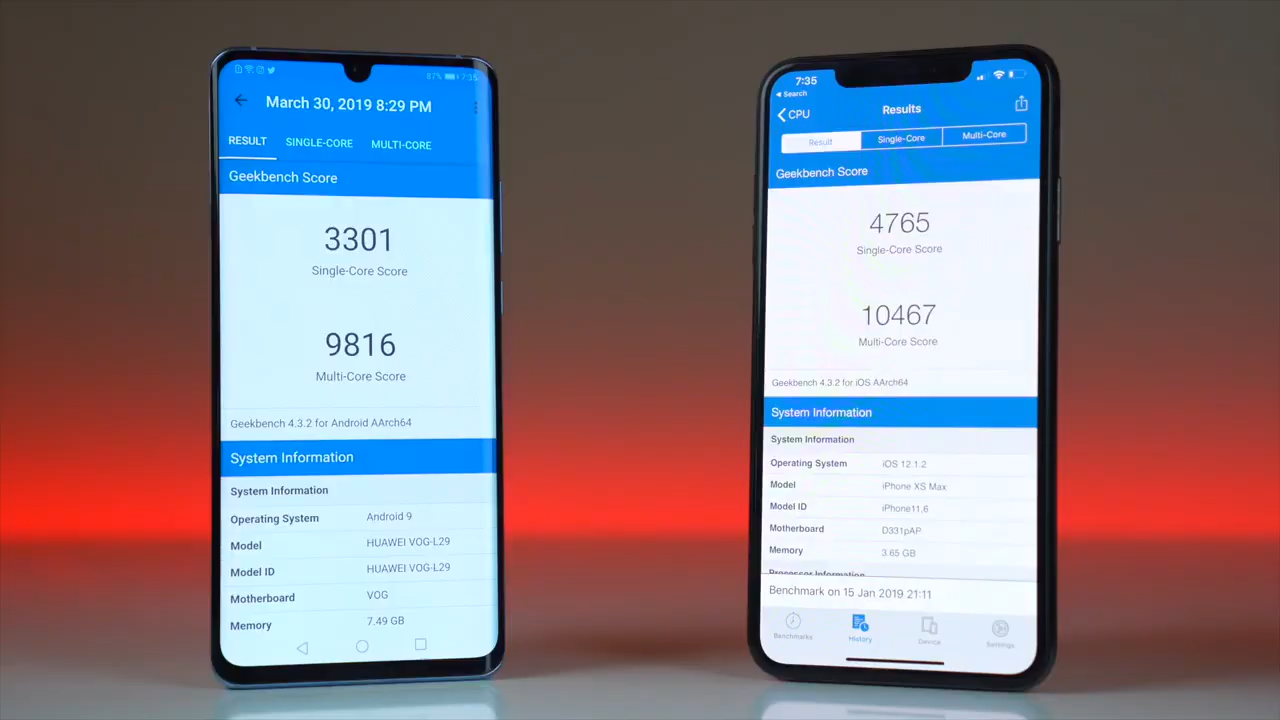 87% 7:35
March 30, 2019 8:29 PM
RESULT SINGLE-CORE MULTI-CORE
Geekbench Score
3301
Single-Core Score
9816
Multi-Core Score
Geekbench 4.3.2 for Android AArch64
System Information
System Information
Operating System Android 9
Model HUAWEI VOG-L29
Model ID HUAWEI VOG-L29
Motherboard VOG
Memory 7.49 GB
7:35
Search
CPU Results
Result Single-Core Multi-Core
Geekbench Score
4765
Single-Core Score
10467
Multi-Core Score
Geekbench 4.3.2 for iOS AArch64
System Information
System Information
Operating System iOS 12.1.2
Model iPhone XS Max
Model ID iPhone11,6
Motherboard D331pAP
Memory 3.65 GB
Processor Information
Benchmark on 15 Jan 2019 21:11
Benchmarks History Device Settings